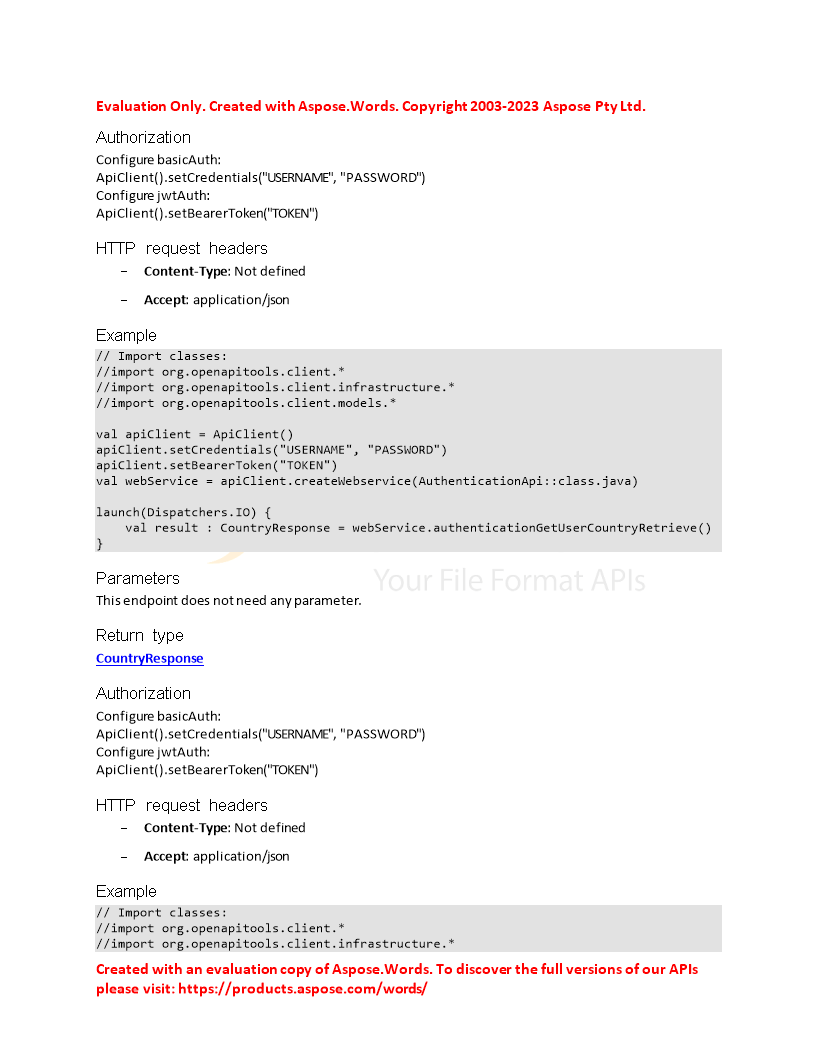 Evaluation Only. Created with Aspose.Words. Copyright 2003-2023 Aspose Pty Ltd.
Authorization
Configure basicAuth:
ApiClient().setCredentials("USERNAME", "PASSWORD")
Configure jwtAuth:
ApiClient().setBearerToken("TOKEN")
HTTP request headers
– Content-Type: Not defined
– Accept: application/json
Example
// Import classes:
//import org.openapitools.client.*
//import org.openapitools.client.infrastructure.*
//import org.openapitools.client.models.*
val apiClient = ApiClient()
apiClient.setCredentials("USERNAME", "PASSWORD")
apiClient.setBearerToken("TOKEN")
val webService = apiClient.createWebservice(AuthenticationApi::class.java)
launch(Dispatchers.IO) {
    val result : CountryResponse = webService.authenticationGetUserCountryRetrieve()
}
Your File Format APIs
Parameters
This endpoint does not need any parameter.
Return type
CountryResponse
Authorization
Configure basicAuth:
ApiClient().setCredentials("USERNAME", "PASSWORD")
Configure jwtAuth:
ApiClient().setBearerToken("TOKEN")
HTTP request headers
– Content-Type: Not defined
– Accept: application/json
Example
// Import classes:
//import org.openapitools.client.*
//import org.openapitools.client.infrastructure.*
Created with an evaluation copy of Aspose.Words. To discover the full versions of our APIs
please visit: https://products.aspose.com/words/